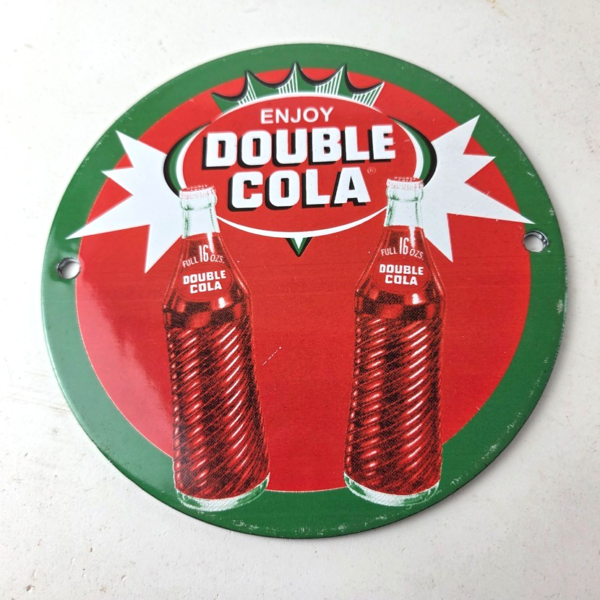 ENJOY
DOUBLE
COLA®
FULL 16 OZS.
DOUBLE
COLA
FULL 16 OZS.
DOUBLE
COLA